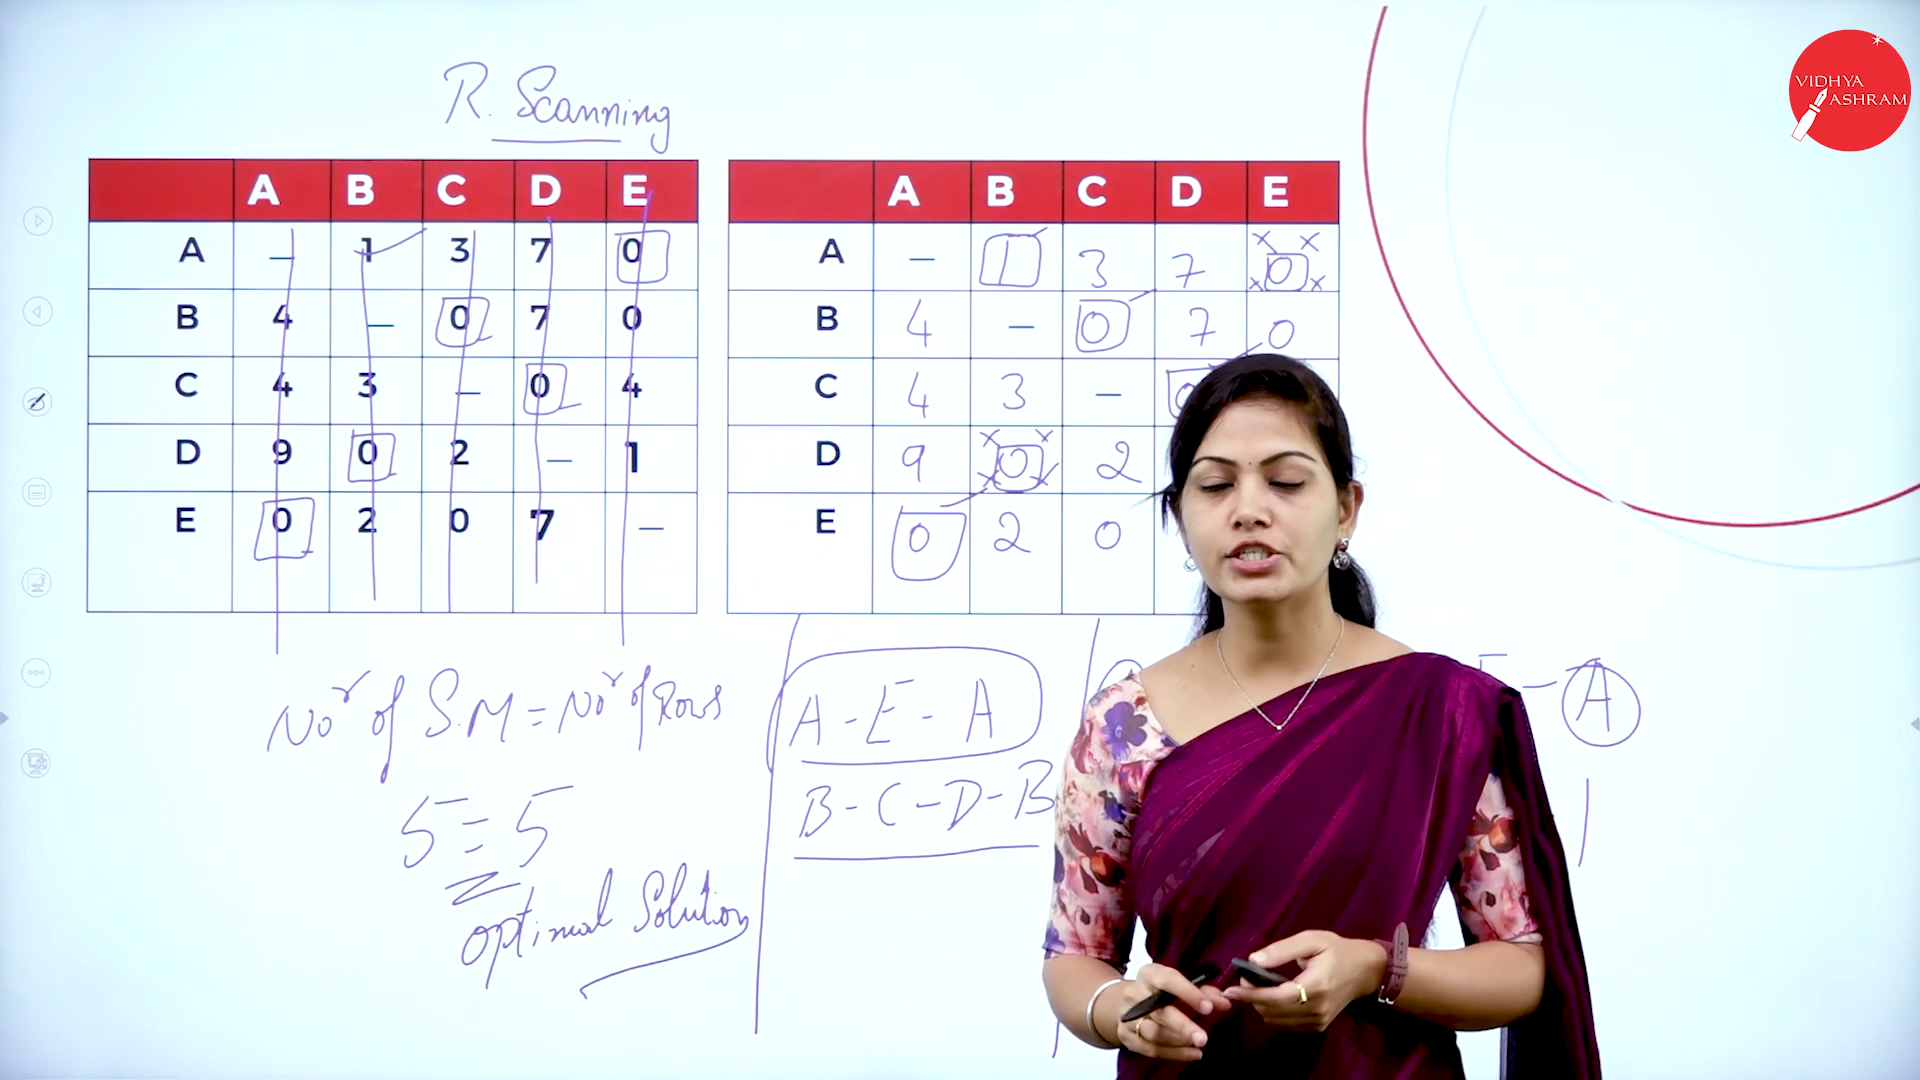 VIDHYA
ASHRAM
R. Scanning
A B C D E
A – 1 3 7 0
B 4 – 0 7 0
C 4 3 – 0 4
D 9 0 2 – 1
E 0 2 0 7 –
A B C D E
A – 1 3 7 0
B 4 – 0 7 0
C 4 3 –
D 9 0 2
E 0 2 0
Nor of S.M = Nor of Rows
5 = 5
optimal Solution
A - E - A
B - C - D - B
- A